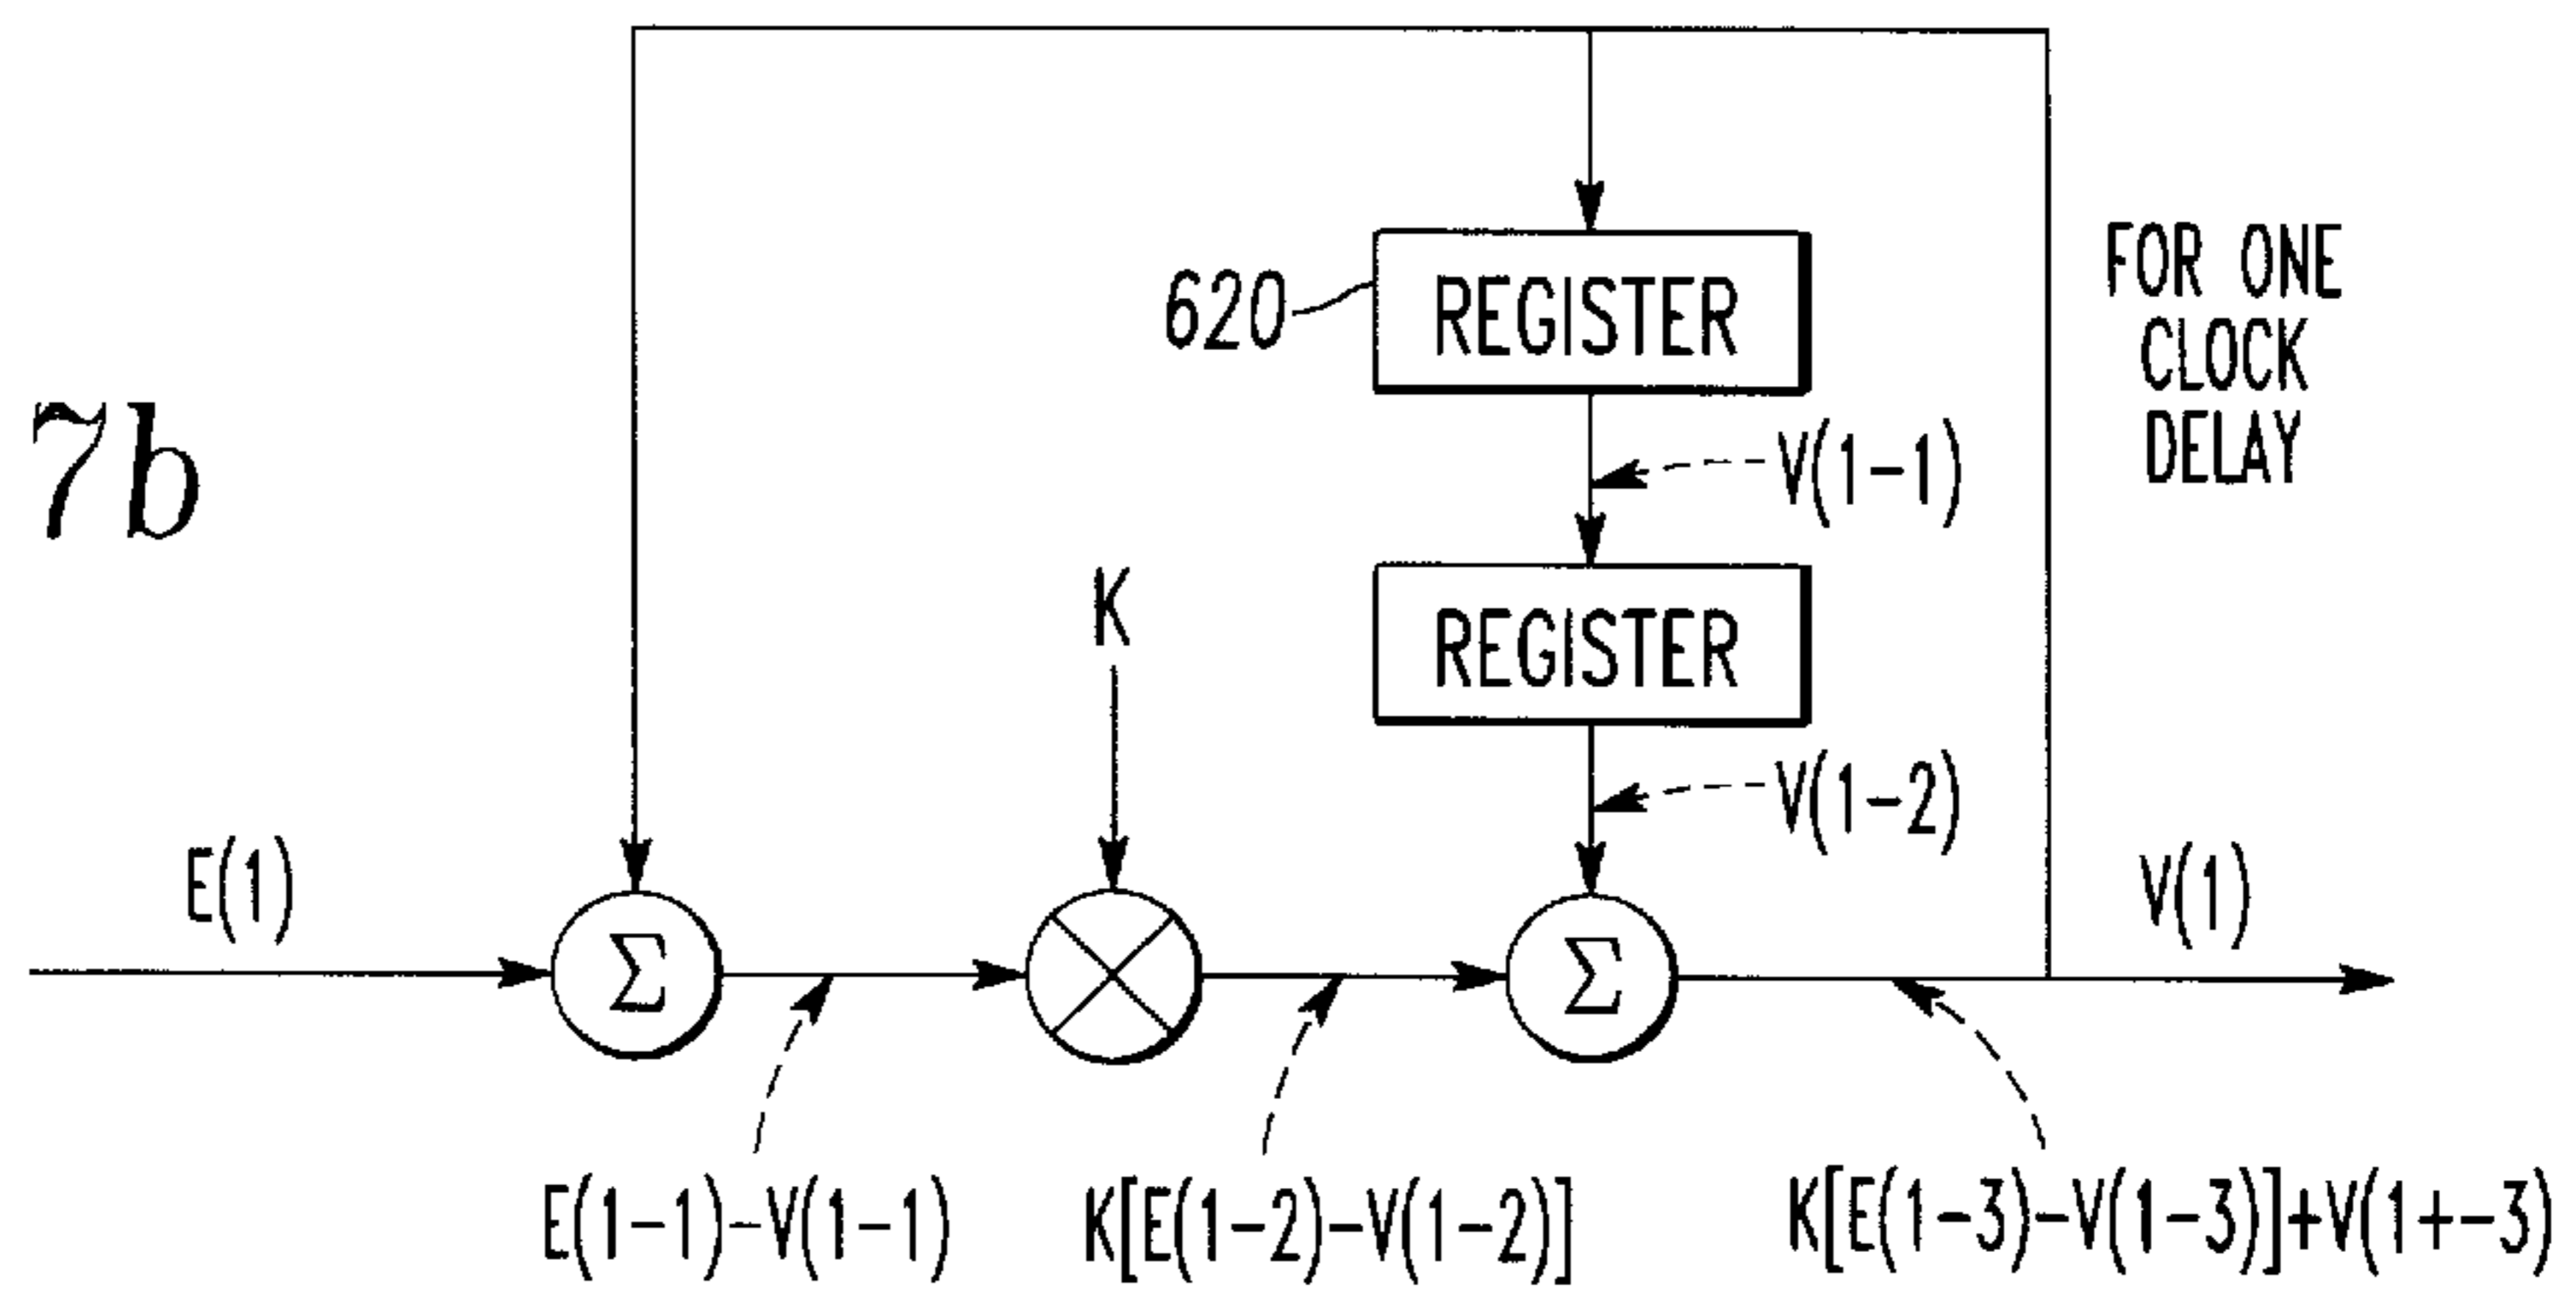 FOR ONE
CLOCK
DELAY
620
REGISTER
7b
V(1-1)
K
REGISTER
V(1-2)
E(1)
Σ
Σ
V(1)
E(1-1)-V(1-1)
K[E(1-2)-V(1-2)]
K[E(1-3)-V(1-3)]+V(1+-3)